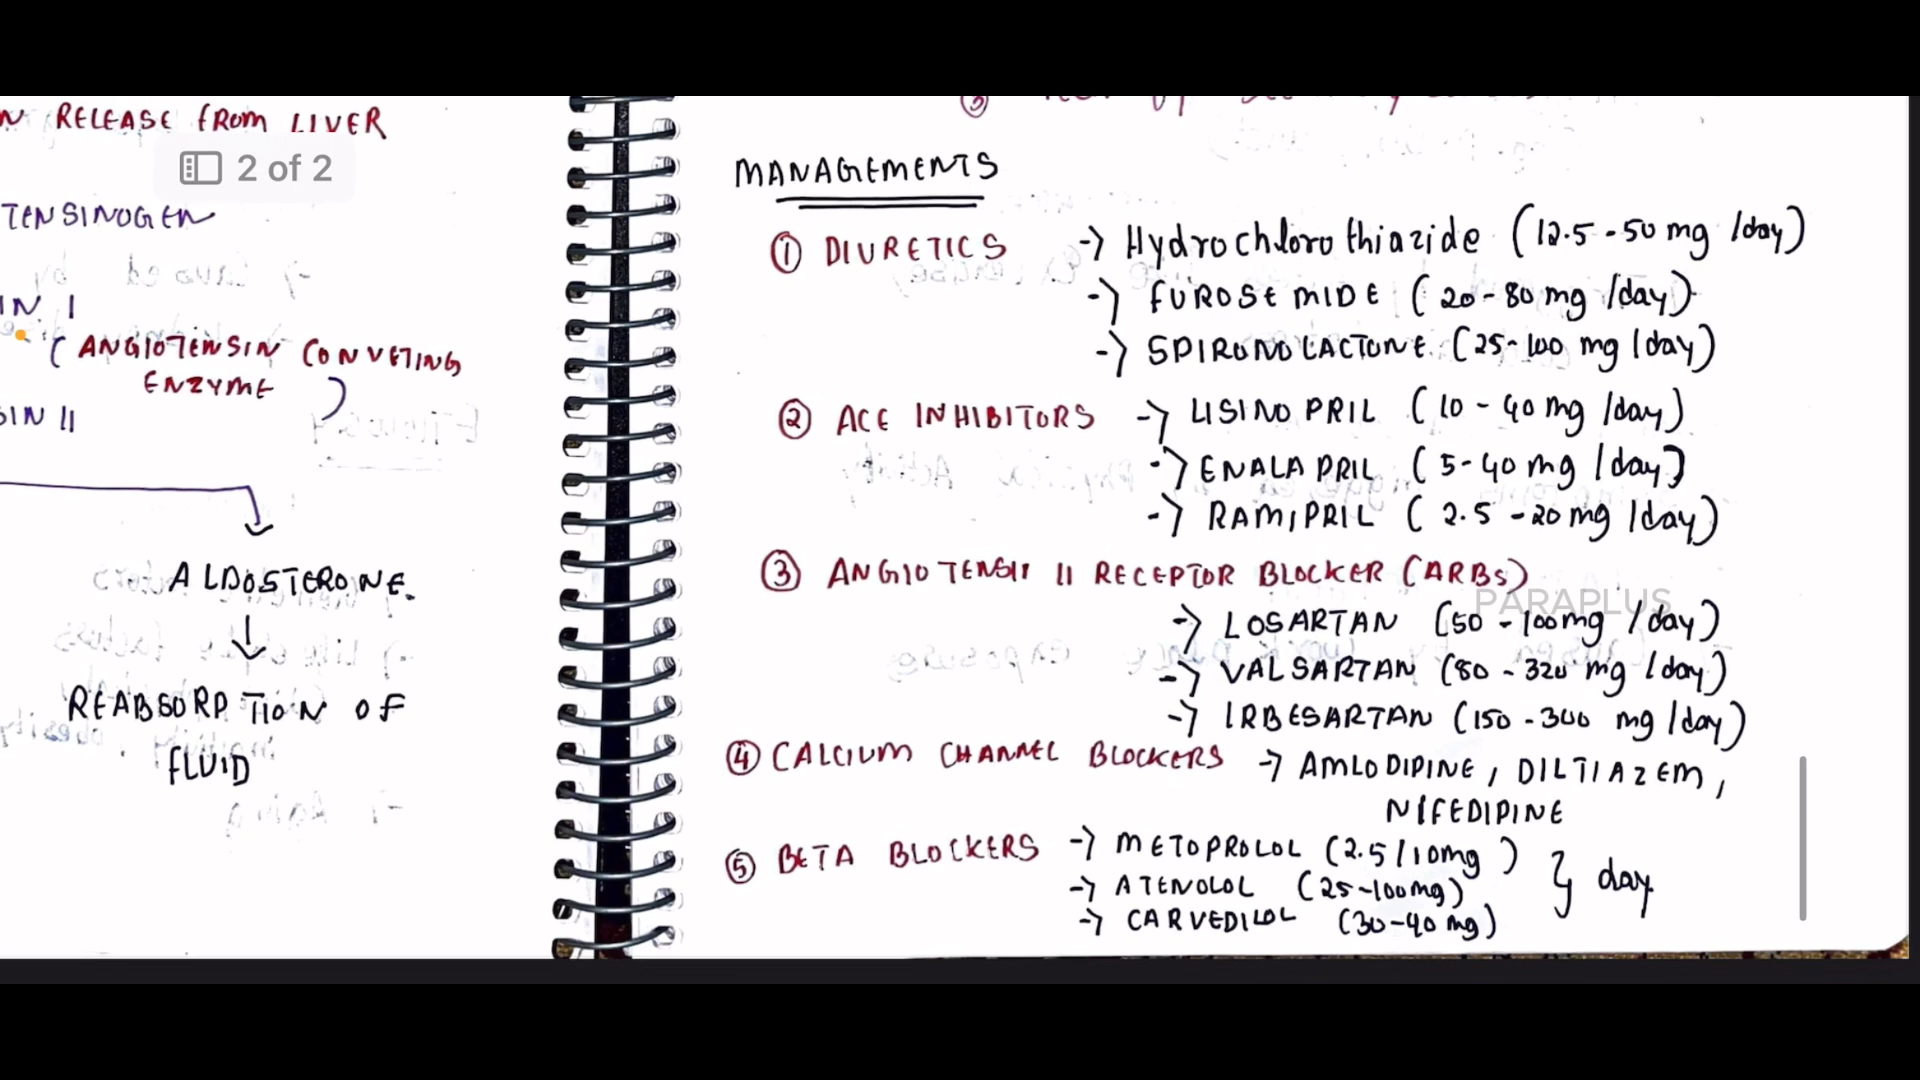 RELEASE FROM LIVER
2 of 2
TENSINOGEN
IN I
( ANGIOTENSIN CONVETING
ENZYME )
SIN II
ALDOSTERONE.
REABSORPTION OF
FLUID
MANAGEMENTS
① DIURETICS -> Hydrochlorothiazide (12.5-50 mg /day)
-> FUROSEMIDE (20-80 mg /day)
-> SPIRONOLACTONE (25-100 mg /day)
② ACE INHIBITORS -> LISINOPRIL (10-40 mg /day)
-> ENALAPRIL (5-40 mg /day)
-> RAMIPRIL (2.5-20 mg /day)
③ ANGIOTENSIN II RECEPTOR BLOCKER (ARBs)
PARAPLUS
-> LOSARTAN (50-100mg /day)
-> VALSARTAN (80-320 mg /day)
-> IRBESARTAN (150-300 mg /day)
④ CALCIUM CHANNEL BLOCKERS -> AMLODIPINE, DILTIAZEM,
NIFEDIPINE
⑤ BETA BLOCKERS -> METOPROLOL (2.5/10mg) } day
-> ATENOLOL (25-100mg)
-> CARVEDILOL (30-40 mg)